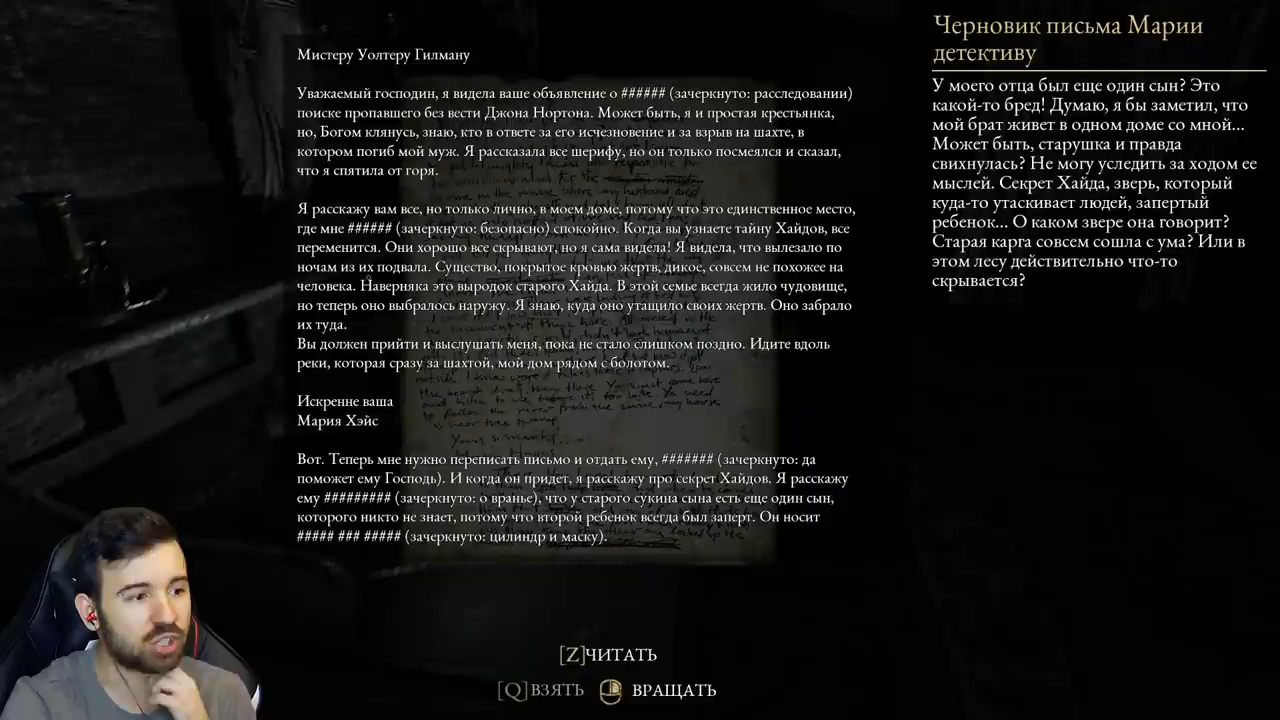 Мистеру Уолтеру Гилману
Уважаемый господин, я видела ваше объявление о ###### (зачеркнуто: расследовании)
поиске пропавшего без вести Джона Нортона. Может быть, я и простая крестьянка,
но, Богом клянусь, знаю, кто в ответе за его исчезновение и за взрыв на шахте, в
котором погиб мой муж. Я рассказала все шерифу, но он только посмеялся и сказал,
что я спятила от горя.
Я расскажу вам все, но только лично, в моем доме, потому что это единственное место,
где мне ###### (зачеркнуто: безопасно) спокойно. Когда вы узнаете тайну Хайдов, все
переменится. Они хорошо все скрывают, но я сама видела! Я видела, что вылезало по
ночам из их подвала. Существо, покрытое кровью жертв, дикое, совсем не похожее на
человека. Наверняка это выродок старого Хайда. В этой семье всегда жило чудовище,
но теперь оно выбралось наружу. Я знаю, куда оно утащило своих жертв. Оно забрало
их туда.
Вы должен прийти и выслушать меня, пока не стало слишком поздно. Идите вдоль
реки, которая сразу за шахтой, мой дом рядом с болотом.
Искренне ваша
Мария Хэйс
Вот. Теперь мне нужно переписать письмо и отдать ему, ####### (зачеркнуто: да
поможет ему Господь). И когда он придет, я расскажу про секрет Хайдов. Я расскажу
ему ######### (зачеркнуто: о вранье), что у старого сукина сына есть еще один сын,
которого никто не знает, потому что второй ребенок всегда был заперт. Он носит
##### ### ##### (зачеркнуто: цилиндр и маску).
Черновик письма Марии
детективу
У моего отца был еще один сын? Это
какой-то бред! Думаю, я бы заметил, что
мой брат живет в одном доме со мной...
Может быть, старушка и правда
свихнулась? Не могу уследить за ходом ее
мыслей. Секрет Хайда, зверь, который
куда-то утаскивает людей, запертый
ребенок... О каком звере она говорит?
Старая карга совсем сошла с ума? Или в
этом лесу действительно что-то
скрывается?
[Z]ЧИТАТЬ
[Q]ВЗЯТЬ ВРАЩАТЬ